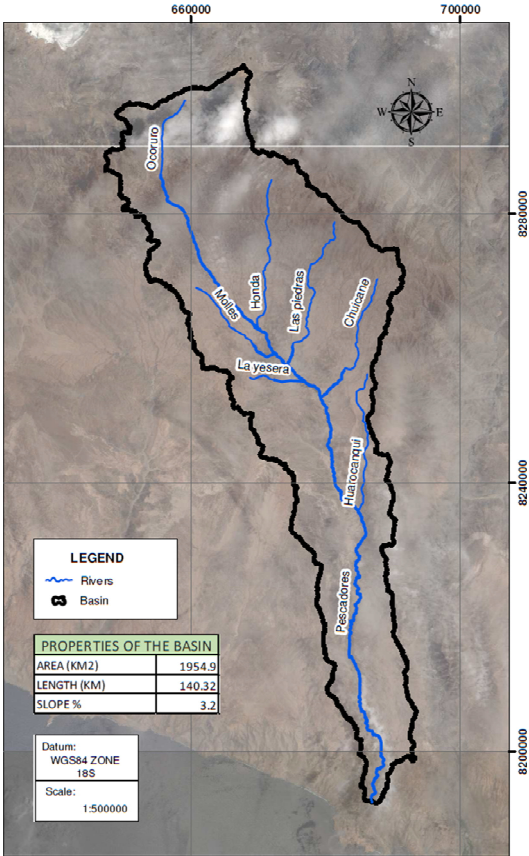 660000
700000
N
W
E
S
Ocoruro
8280000
Molles
Honda
Las piedras
Chuicane
La yesera
Huarocanqui
8240000
LEGEND
Rivers
Basin
Pescadores
PROPERTIES OF THE BASIN
AREA (KM2) 1954.9
LENGTH (KM) 140.32
SLOPE % 3.2
Datum:
WGS84 ZONE
18S
Scale:
1:500000
8200000